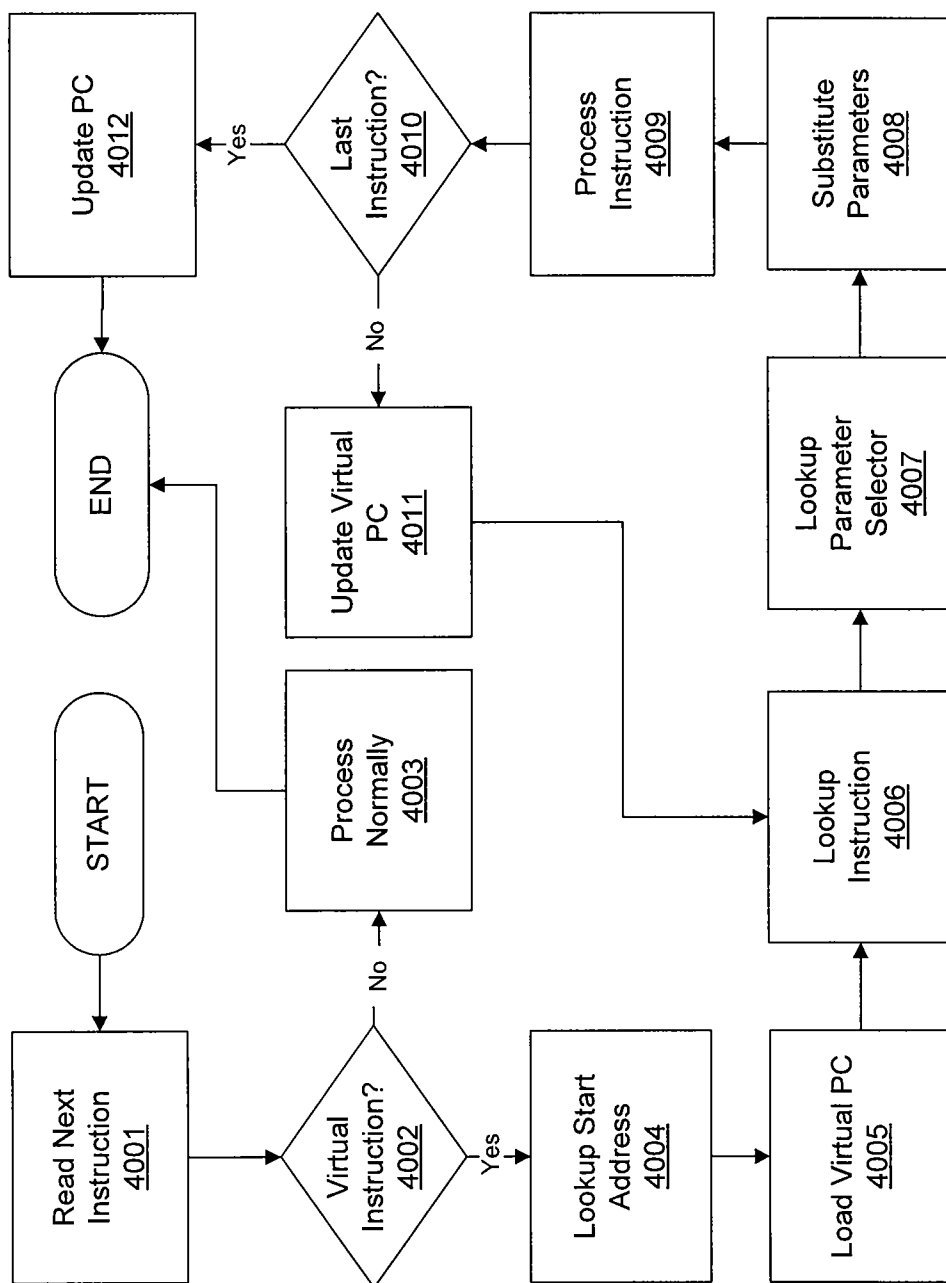 START
Read Next
Instruction
4001
Virtual
Instruction?
4002
No
Process
Normally
4003
Yes
Lookup Start
Address
4004
Load Virtual PC
4005
Lookup
Instruction
4006
Lookup
Parameter
Selector
4007
Substitute
Parameters
4008
Process
Instruction
4009
Last
Instruction?
4010
No
Update Virtual
PC
4011
Yes
Update PC
4012
END